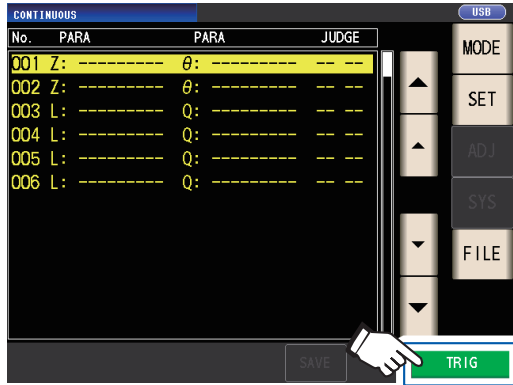 CONTINUOUS
USB
No. PARA PARA JUDGE
001 Z: --------- θ: --------- -- --
002 Z: --------- θ: --------- -- --
003 L: --------- Q: --------- -- --
004 L: --------- Q: --------- -- --
005 L: --------- Q: --------- -- --
006 L: --------- Q: --------- -- --
MODE
SET
ADJ
SYS
FILE
SAVE
TRIG